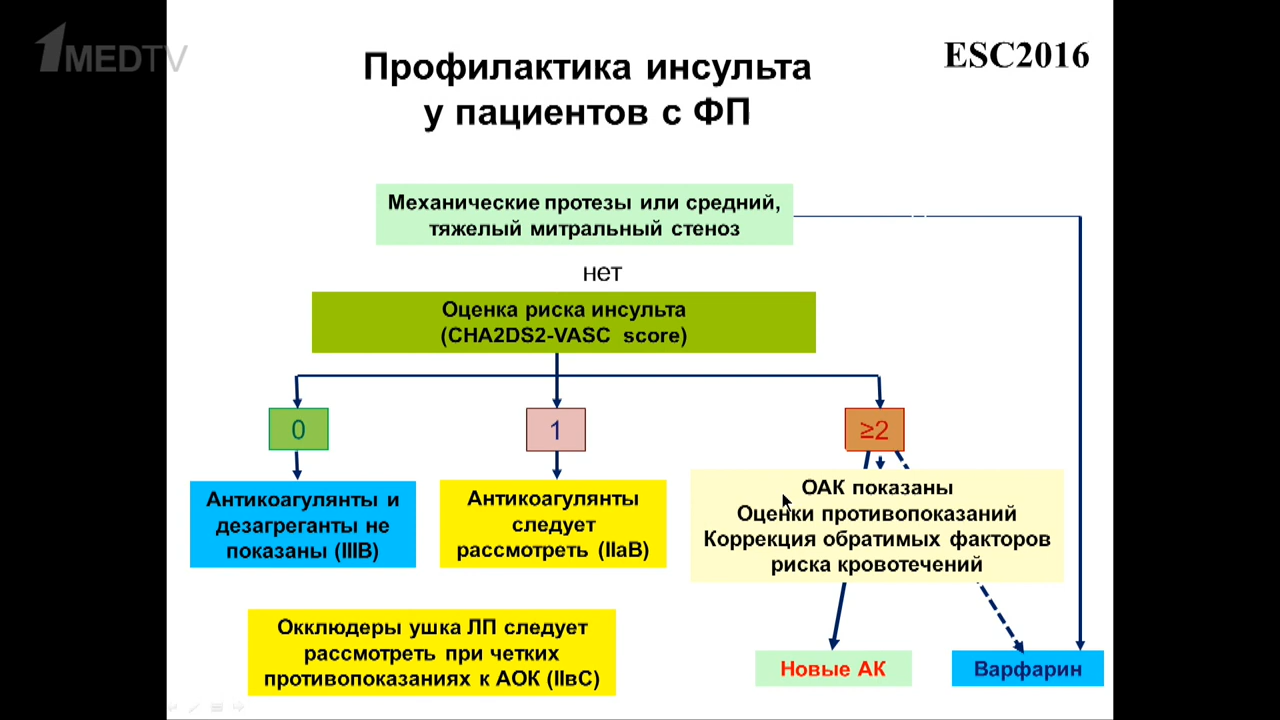 1MEDTV
ESC2016
Профилактика инсульта
у пациентов с ФП
Механические протезы или средний,
тяжелый митральный стеноз
нет
Оценка риска инсульта
(CHA2DS2-VASC score)
0
1
≥2
Антикоагулянты и
дезагреганты не
показаны (IIIB)
Антикоагулянты
следует
рассмотреть (IIaB)
ОАК показаны
Оценки противопоказаний
Коррекция обратимых факторов
риска кровотечений
Окклюдеры ушка ЛП следует
рассмотреть при четких
противопоказаниях к АОК (IIвС)
Новые АК
Варфарин